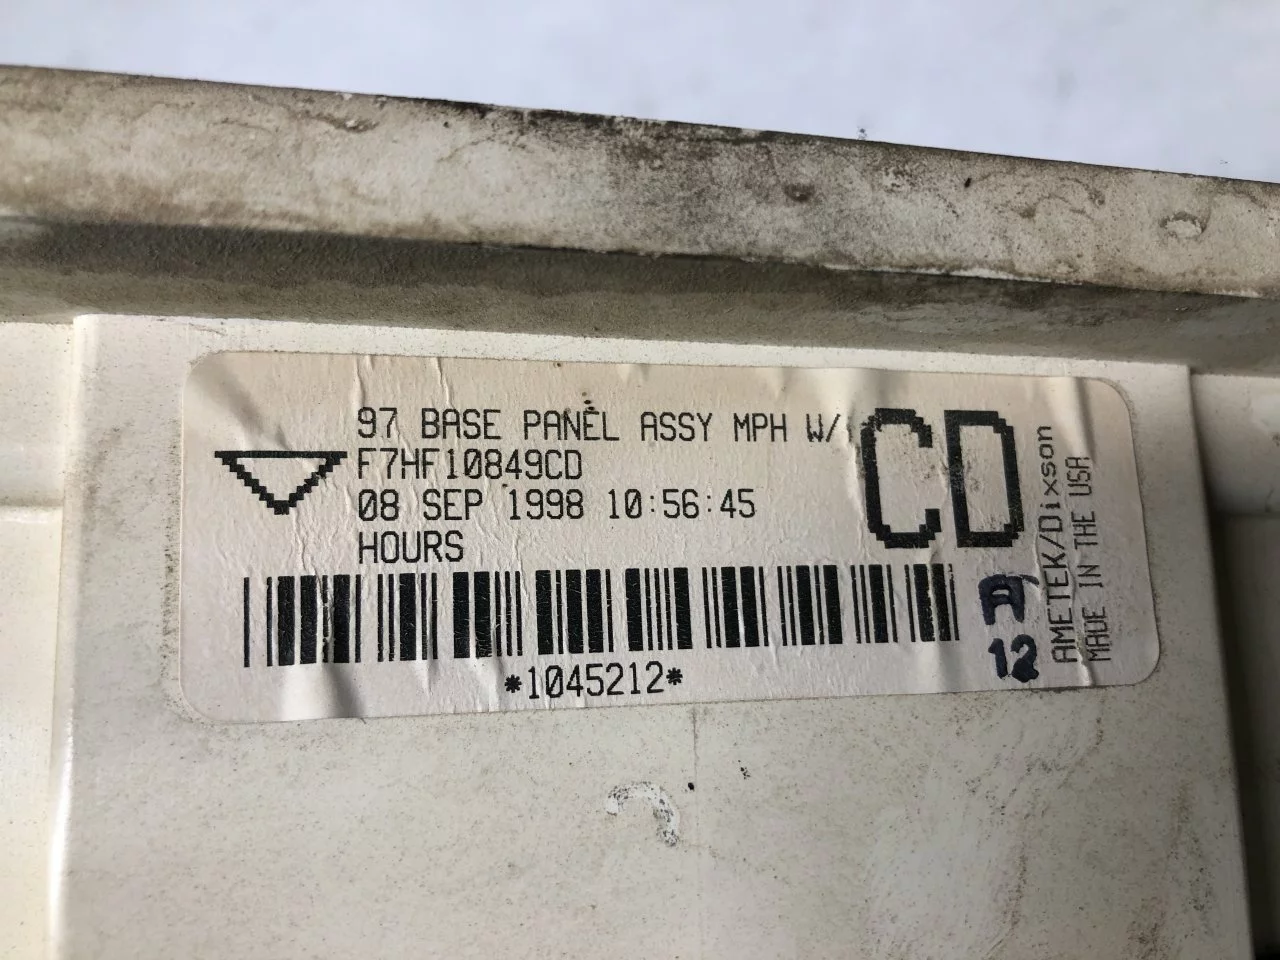 97 BASE PANEL ASSY MPH W/
F7HF10849CD
08 SEP 1998 10:56:45
HOURS
*1045212*
CD
A
12
AMETEK/Dixson
MADE IN THE USA